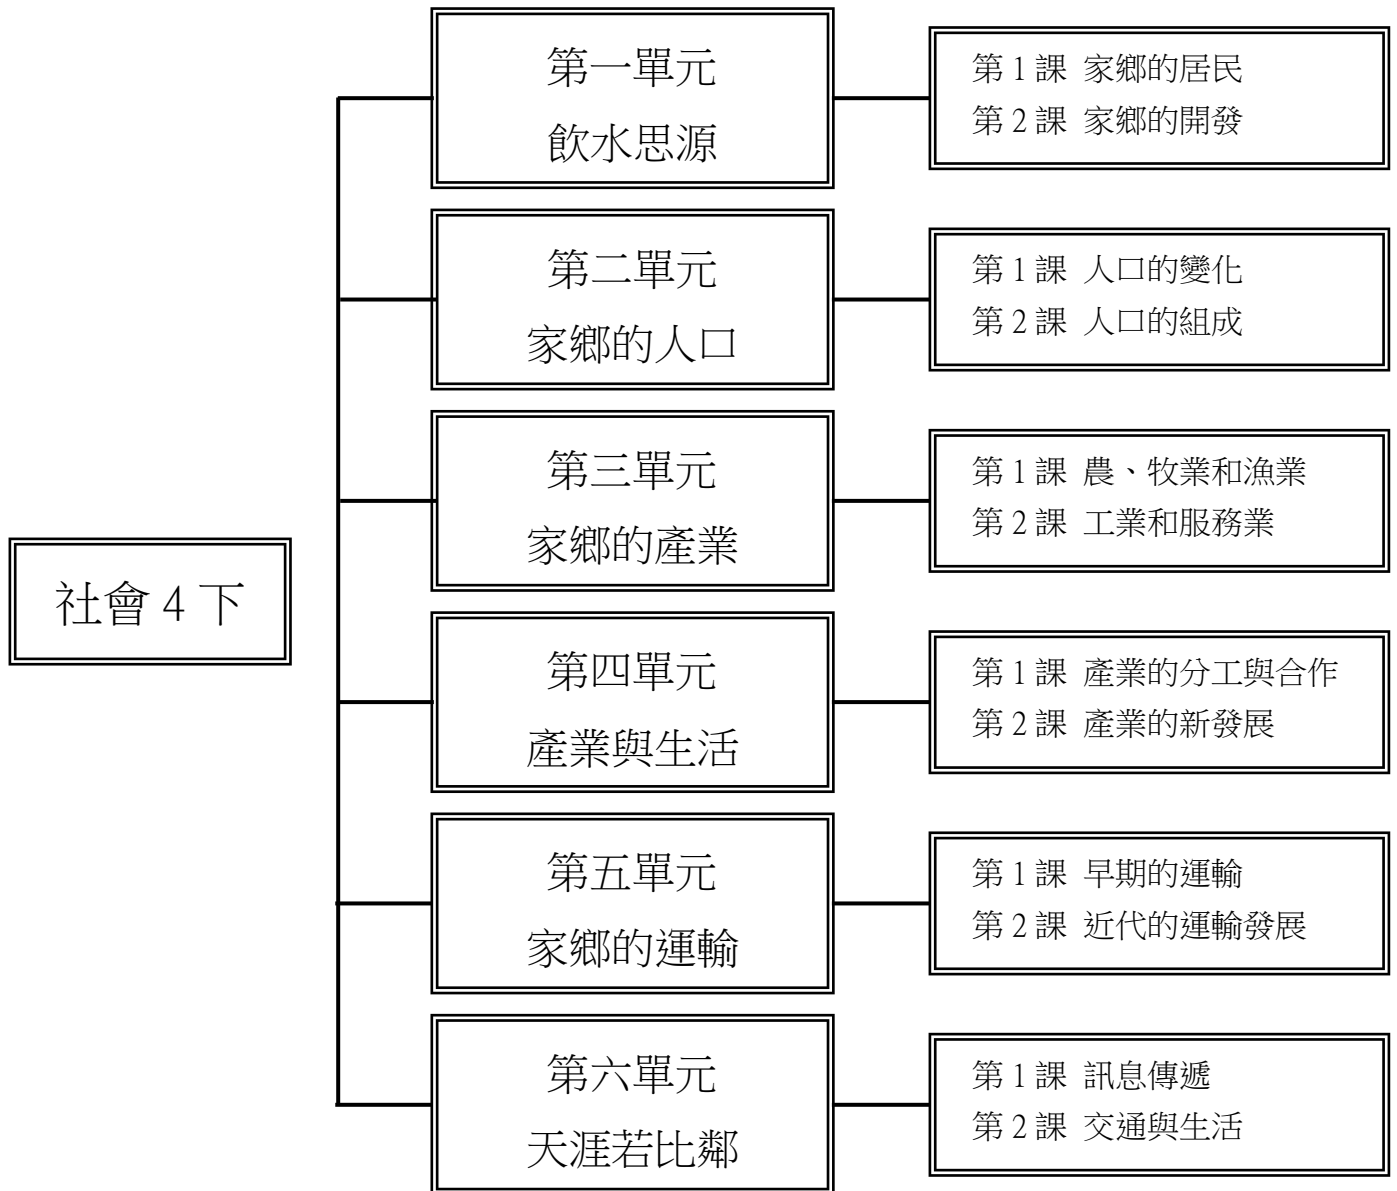 社會 4 下
第一單元
飲水思源
第 1 課 家鄉的居民
第 2 課 家鄉的開發
第二單元
家鄉的人口
第 1 課 人口的變化
第 2 課 人口的組成
第三單元
家鄉的產業
第 1 課 農、牧業和漁業
第 2 課 工業和服務業
第四單元
產業與生活
第 1 課 產業的分工與合作
第 2 課 產業的新發展
第五單元
家鄉的運輸
第 1 課 早期的運輸
第 2 課 近代的運輸發展
第六單元
天涯若比鄰
第 1 課 訊息傳遞
第 2 課 交通與生活